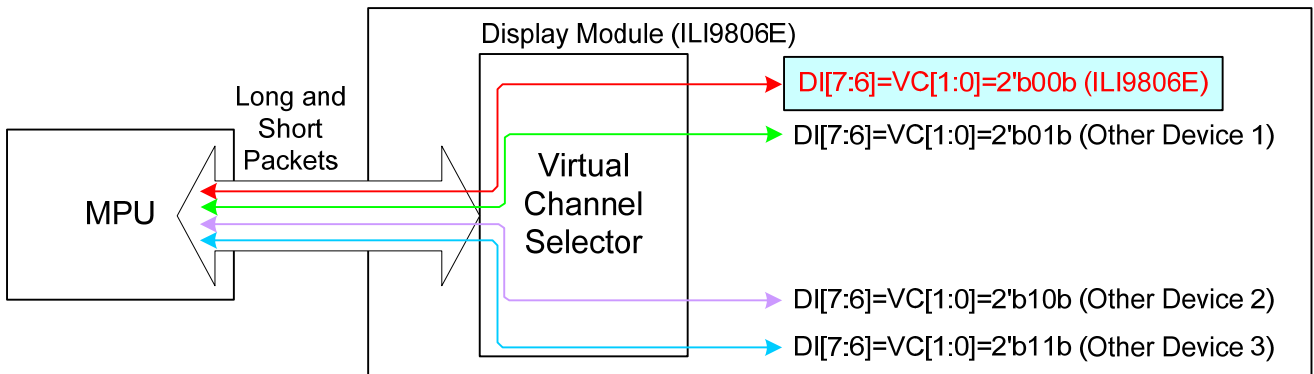 Display Module (ILI9806E)
Long and
Short
Packets
MPU
Virtual
Channel
Selector
DI[7:6]=VC[1:0]=2'b00b (ILI9806E)
DI[7:6]=VC[1:0]=2'b01b (Other Device 1)
DI[7:6]=VC[1:0]=2'b10b (Other Device 2)
DI[7:6]=VC[1:0]=2'b11b (Other Device 3)